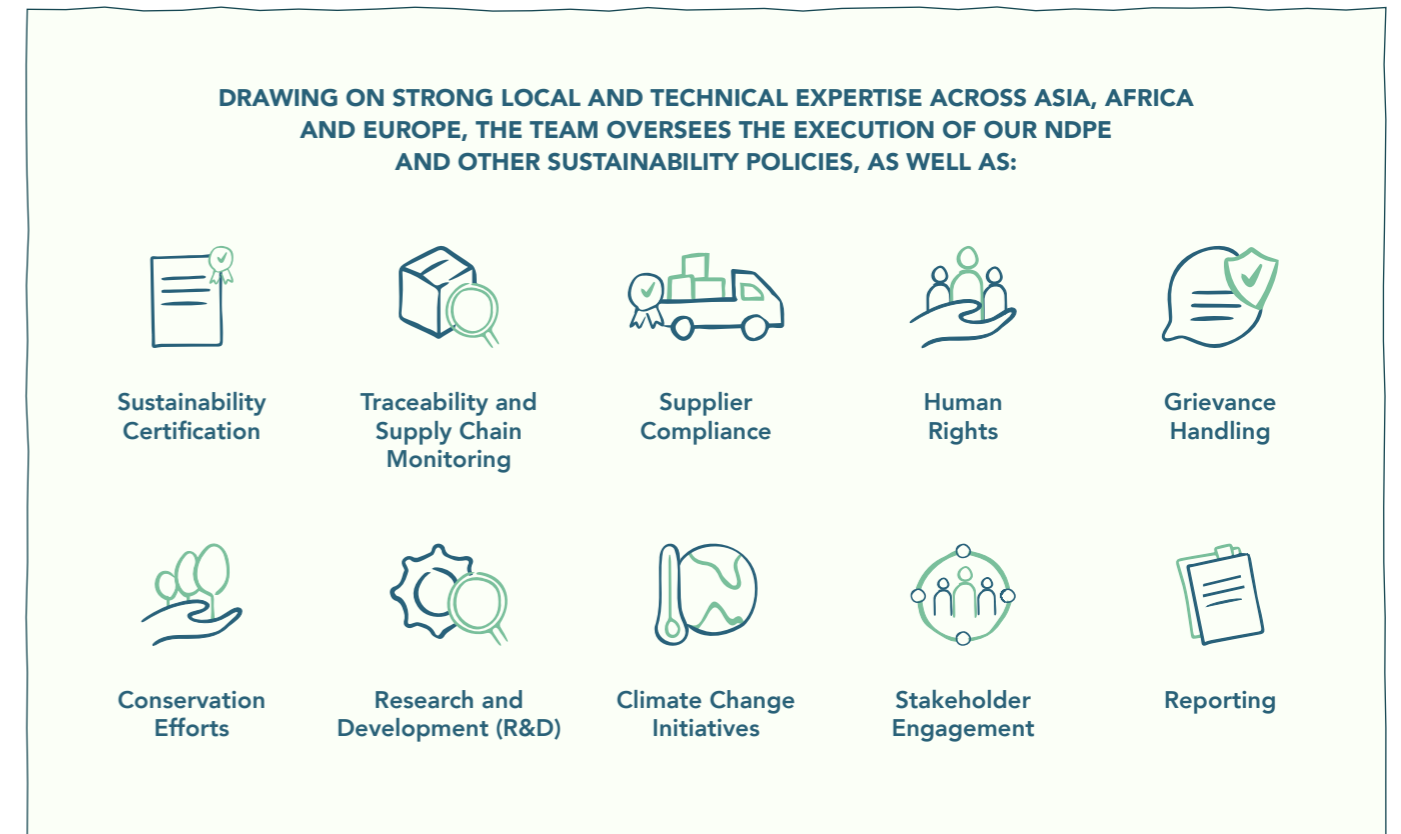 DRAWING ON STRONG LOCAL AND TECHNICAL EXPERTISE ACROSS ASIA, AFRICA
AND EUROPE, THE TEAM OVERSEES THE EXECUTION OF OUR NDPE
AND OTHER SUSTAINABILITY POLICIES, AS WELL AS:
Sustainability
Certification
Traceability and
Supply Chain
Monitoring
Supplier
Compliance
Human
Rights
Grievance
Handling
Conservation
Efforts
Research and
Development (R&D)
Climate Change
Initiatives
Stakeholder
Engagement
Reporting